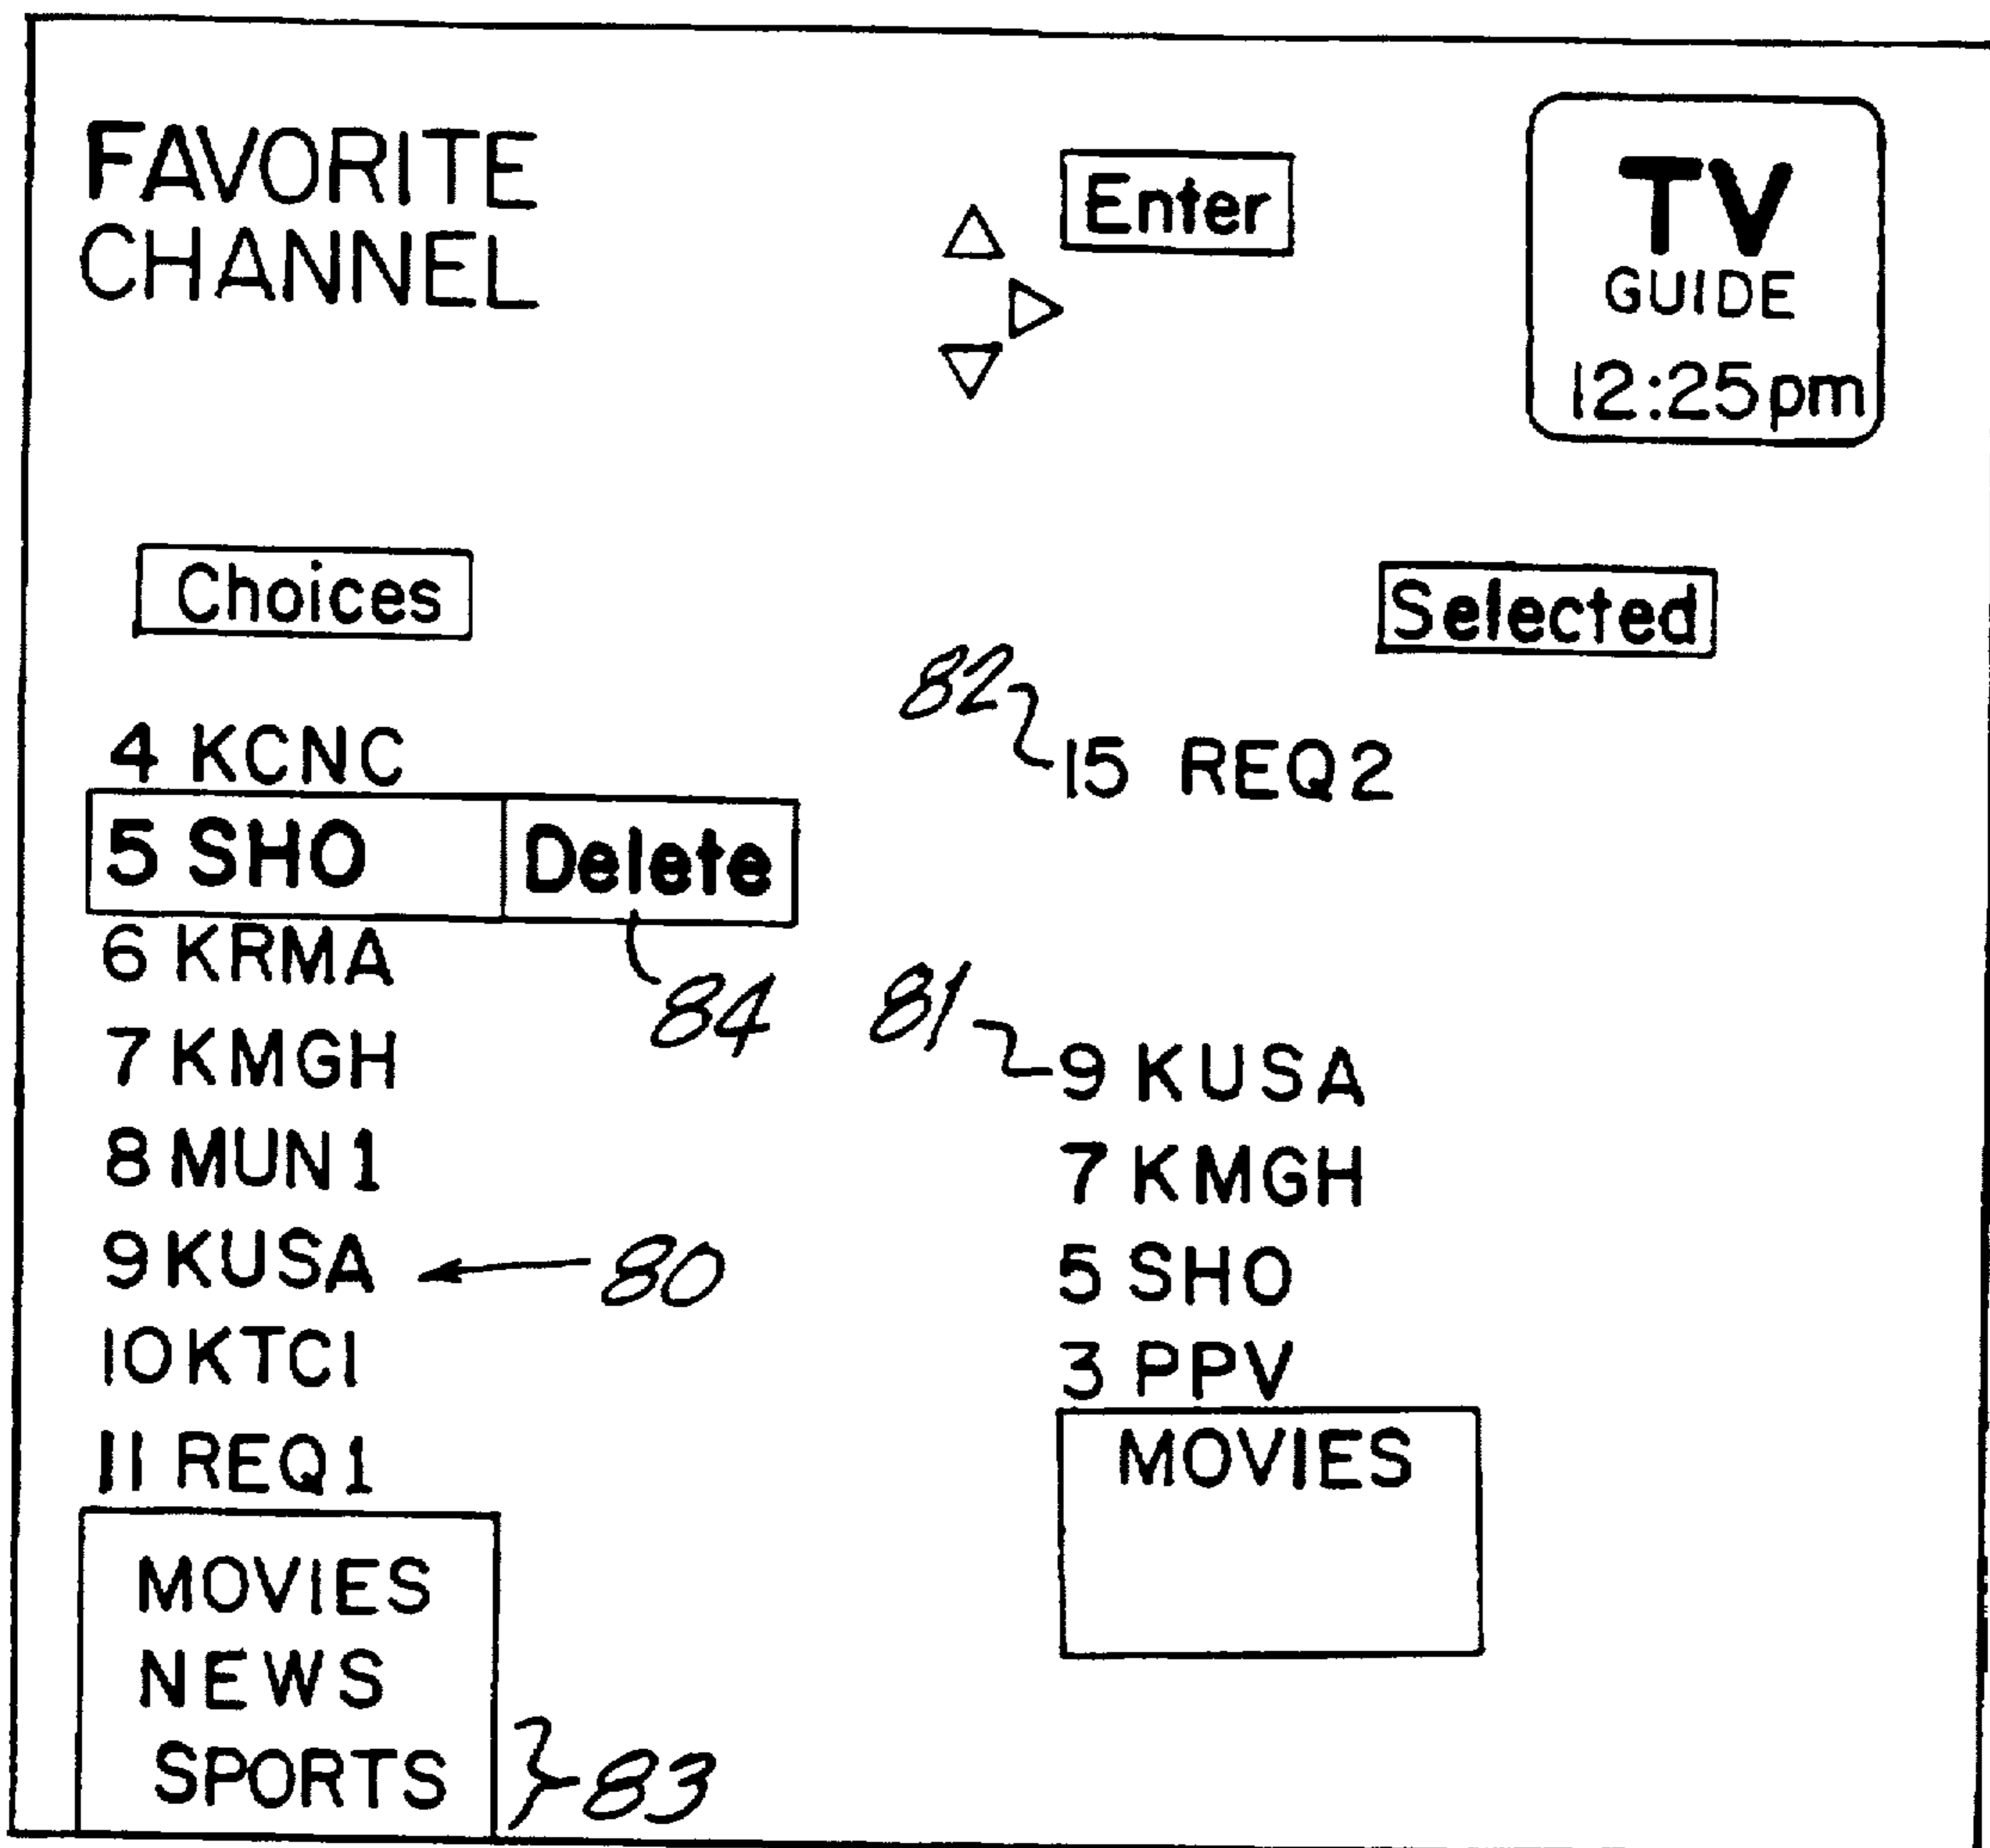 FAVORITE
CHANNEL
Enter
TV
GUIDE
12:25pm
Choices
Selected
4 KCNC
5 SHO Delete
6 KRMA
84
7 KMGH
8 MUN1
9 KUSA
80
10 KTCI
11 REQ1
MOVIES
NEWS
SPORTS
83
82
15 REQ2
81
9 KUSA
7 KMGH
5 SHO
3 PPV
MOVIES